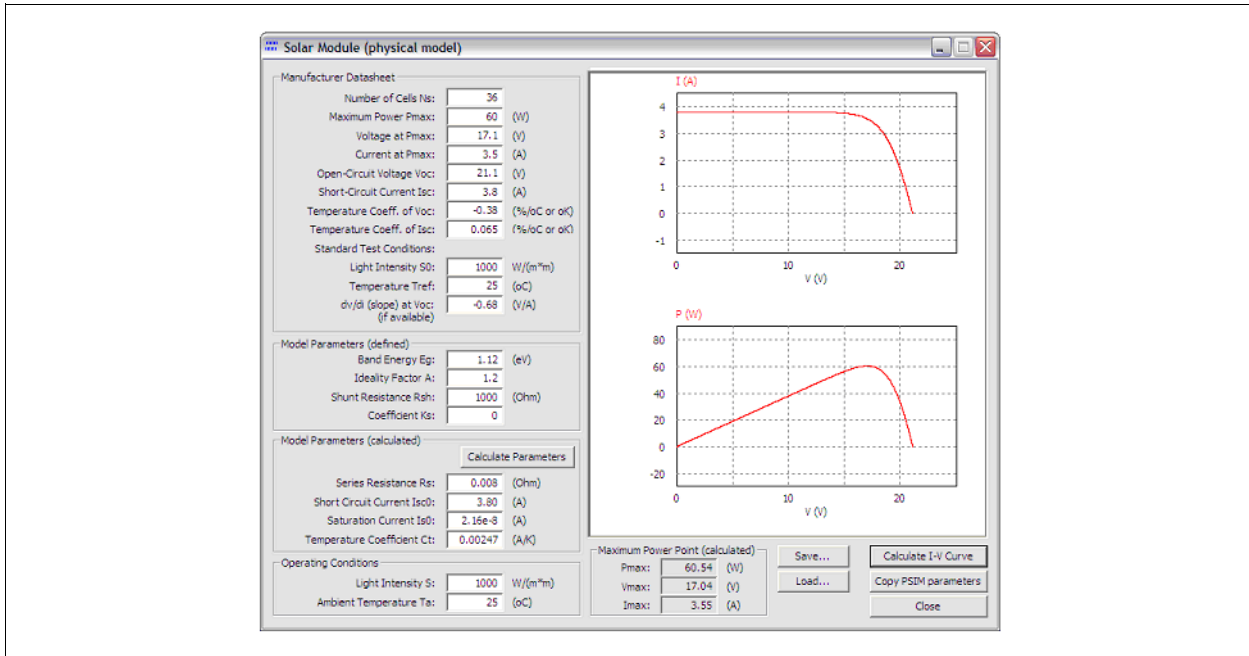 Solar Module (physical model)
Manufacturer Datasheet
Number of Cells Ns: 36
Maximum Power Pmax: 60 (W)
Voltage at Pmax: 17.1 (V)
Current at Pmax: 3.5 (A)
Open-Circuit Voltage Voc: 21.1 (V)
Short-Circuit Current Isc: 3.8 (A)
Temperature Coeff. of Voc: -0.38 (%/oC or oK)
Temperature Coeff. of Isc: 0.065 (%/oC or oK)
Standard Test Conditions:
Light Intensity S0: 1000 W/(m*m)
Temperature Tref: 25 (oC)
dv/di (slope) at Voc: -0.68 (V/A)
(if available)
Model Parameters (defined)
Band Energy Eg: 1.12 (eV)
Ideality Factor A: 1.2
Shunt Resistance Rsh: 1000 (Ohm)
Coefficient Ks: 0
Model Parameters (calculated)
Calculate Parameters
Series Resistance Rs: 0.008 (Ohm)
Short Circuit Current Isc0: 3.80 (A)
Saturation Current Is0: 2.16e-8 (A)
Temperature Coefficient Ct: 0.00247 (A/K)
Operating Conditions
Light Intensity S: 1000 W/(m*m)
Ambient Temperature Ta: 25 (oC)
I (A)
4
3
2
1
0
-1
0 10 20
V (V)
P (W)
80
60
40
20
0
-20
0 10 20
V (V)
Maximum Power Point (calculated)
Pmax: 60.54 (W)
Vmax: 17.04 (V)
Imax: 3.55 (A)
Save...
Load...
Calculate I-V Curve
Copy PSIM parameters
Close